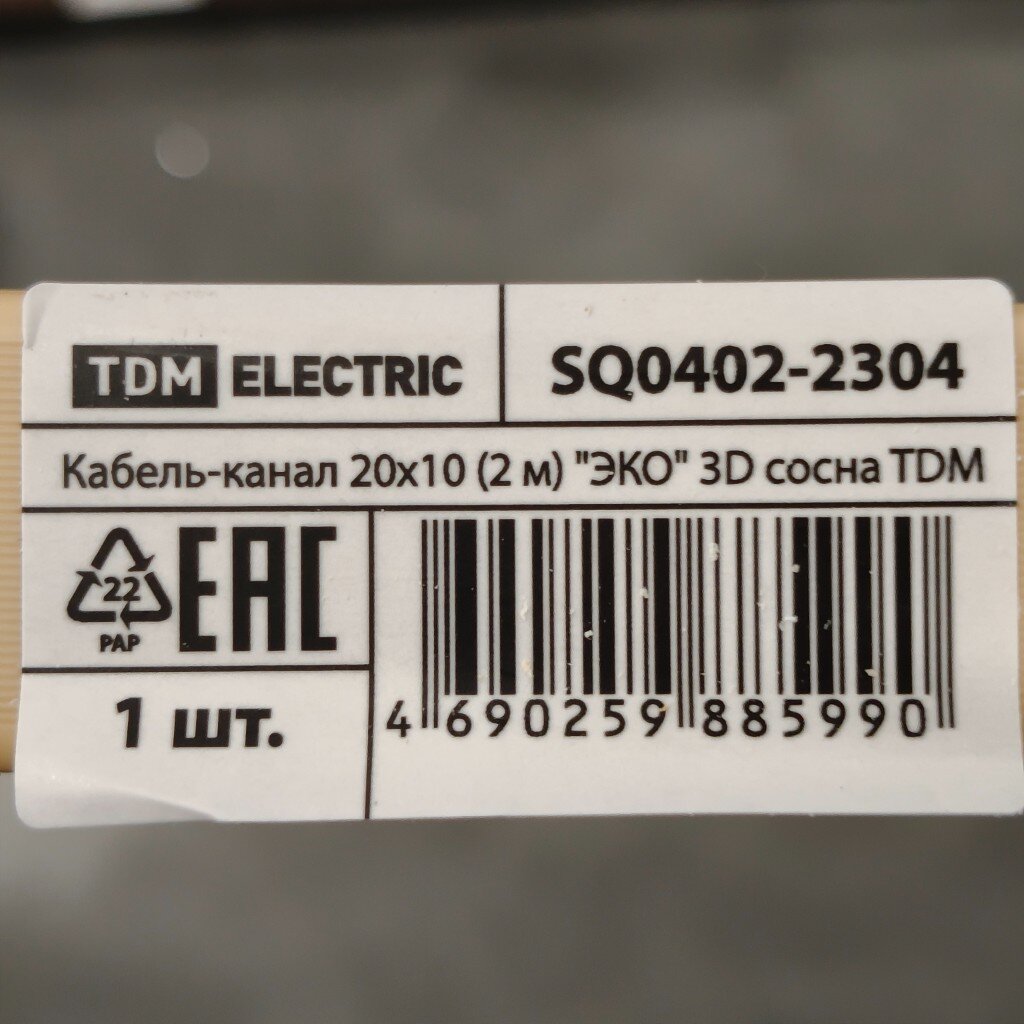 TDM ELECTRIC
SQ0402-2304
Кабель-канал 20х10 (2 м) "ЭКО" 3D сосна TDM
22
PAP
EAC
1 шт.
4 690259 885990